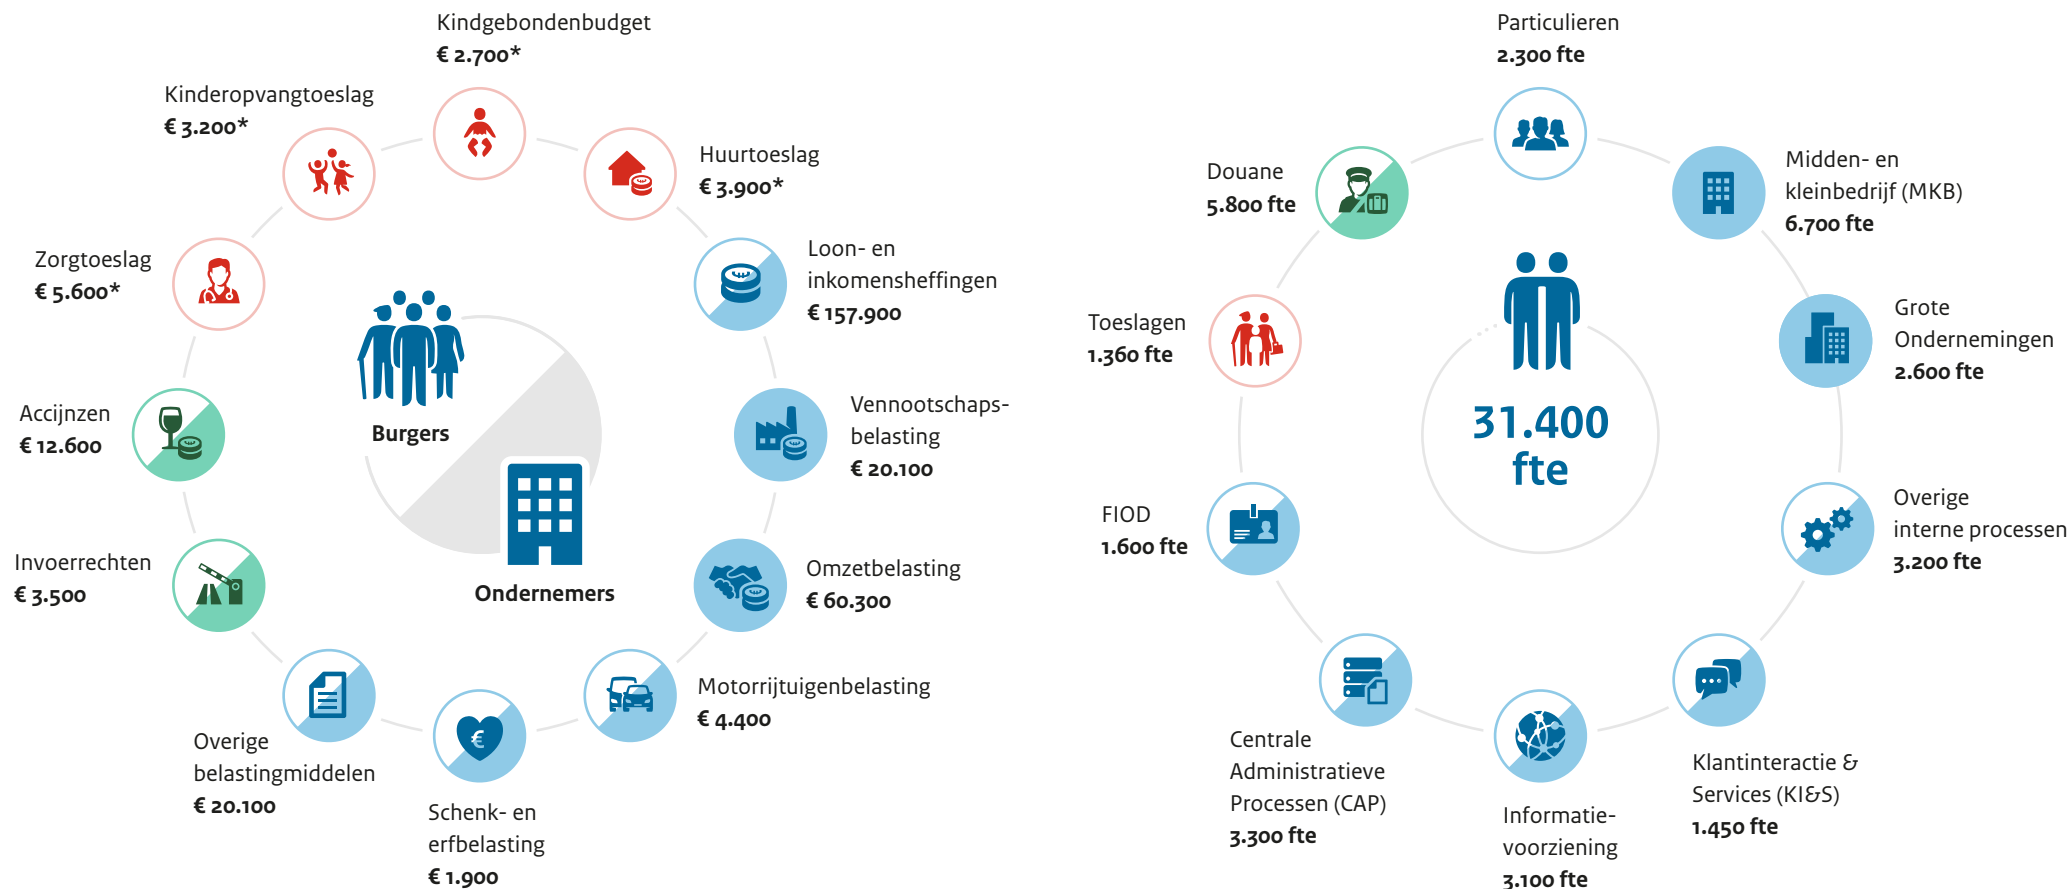 Kindgebondenbudget
€ 2.700*
Kinderopvangtoeslag
€ 3.200*
Huurtoeslag
€ 3.900*
Zorgtoeslag
€ 5.600*
Loon- en
inkomensheffingen
€ 157.900
Accijnzen
€ 12.600
Vennootschaps-
belasting
€ 20.100
Burgers
Ondernemers
Invoerrechten
€ 3.500
Omzetbelasting
€ 60.300
Motorrijtuigenbelasting
€ 4.400
Overige
belastingmiddelen
€ 20.100
€
Schenk- en
erfbelasting
€ 1.900
Particulieren
2.300 fte
Douane
5.800 fte
Midden- en
kleinbedrijf (MKB)
6.700 fte
Toeslagen
1.360 fte
Grote
Ondernemingen
2.600 fte
31.400
fte
FIOD
1.600 fte
Overige
interne processen
3.200 fte
Centrale
Administratieve
Processen (CAP)
3.300 fte
Informatie-
voorziening
3.100 fte
Klantinteractie &
Services (KI&S)
1.450 fte